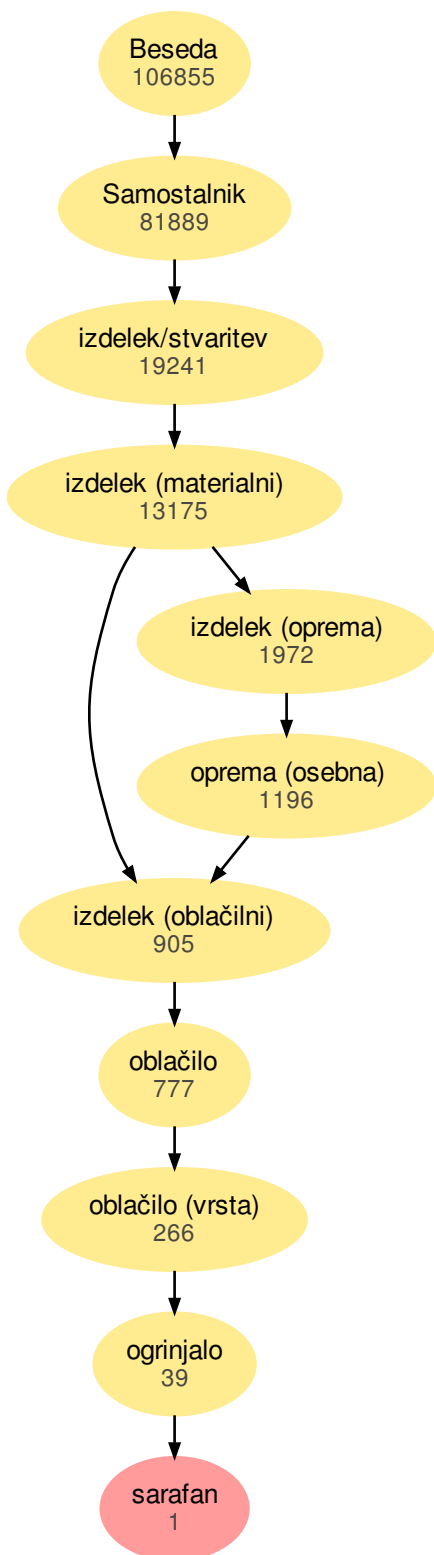 Beseda
106855
Samostalnik
81889
izdelek/stvaritev
19241
izdelek (materialni)
13175
izdelek (oprema)
1972
oprema (osebna)
1196
izdelek (oblačilni)
905
oblačilo
777
oblačilo (vrsta)
266
ogrinjalo
39
sarafan
1